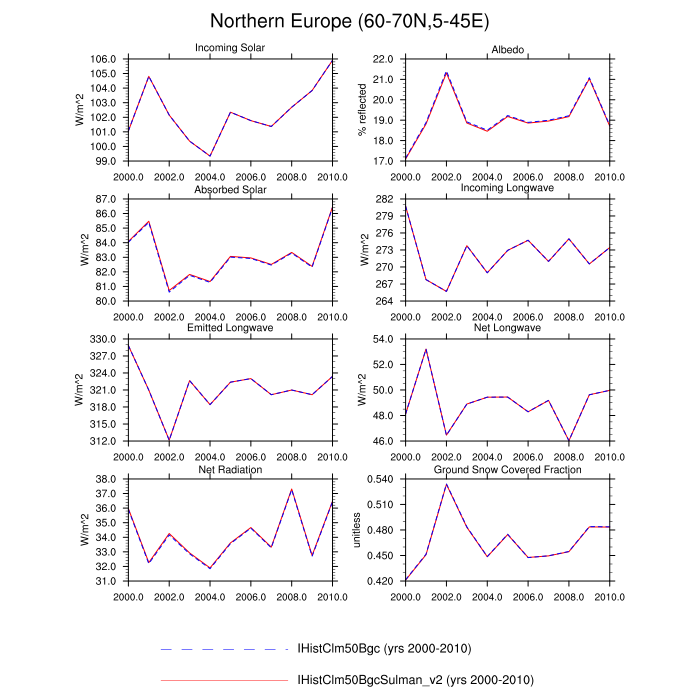 Northern Europe (60-70N,5-45E)
Incoming Solar
W/m^2
106.0
105.0
104.0
103.0
102.0
101.0
100.0
99.0
2000.0 2002.0 2004.0 2006.0 2008.0 2010.0
Albedo
% reflected
22.0
21.0
20.0
19.0
18.0
17.0
2000.0 2002.0 2004.0 2006.0 2008.0 2010.0
Absorbed Solar
W/m^2
87.0
86.0
85.0
84.0
83.0
82.0
81.0
80.0
2000.0 2002.0 2004.0 2006.0 2008.0 2010.0
Incoming Longwave
W/m^2
282
279
276
273
270
267
264
2000.0 2002.0 2004.0 2006.0 2008.0 2010.0
Emitted Longwave
W/m^2
330.0
327.0
324.0
321.0
318.0
315.0
312.0
2000.0 2002.0 2004.0 2006.0 2008.0 2010.0
Net Longwave
W/m^2
54.0
52.0
50.0
48.0
46.0
2000.0 2002.0 2004.0 2006.0 2008.0 2010.0
Net Radiation
W/m^2
38.0
37.0
36.0
35.0
34.0
33.0
32.0
31.0
2000.0 2002.0 2004.0 2006.0 2008.0 2010.0
Ground Snow Covered Fraction
unitless
0.540
0.510
0.480
0.450
0.420
2000.0 2002.0 2004.0 2006.0 2008.0 2010.0
IHistClm50Bgc (yrs 2000-2010)
IHistClm50BgcSulman_v2 (yrs 2000-2010)